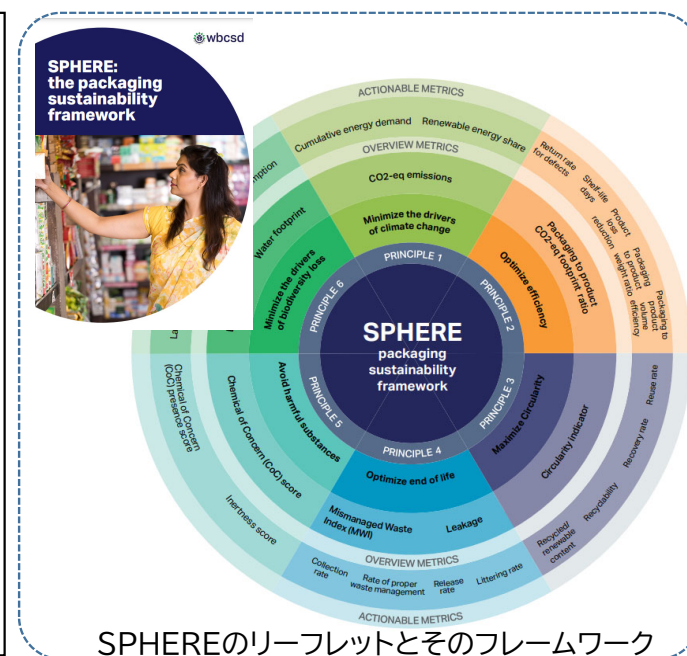 wbcsd
SPHERE:
the packaging
sustainability
framework
ACTIONABLE METRICS
Cumulative energy demand
Renewable energy share
OVERVIEW METRICS
CO2-eq emissions
Minimize the drivers
of climate change
PRINCIPLE 1
Return rate
for defects
Shelf-life
days
Product
loss
reduction
Packaging
to product
weight ratio
Packaging to
product
volume
efficiency
Packaging to product
CO2-eq footprint ratio
Optimize efficiency
PRINCIPLE 2
Reuse rate
Recovery rate
Recyclability
Recycled/
renewable
content
Circularity indicator
Maximize Circularity
PRINCIPLE 3
SPHERE
packaging
sustainability
framework
PRINCIPLE 4
Optimize end of life
Mismanaged Waste
Index (MWI)
Leakage
OVERVIEW METRICS
Collection
rate
Rate of proper
waste management
Release
rate
Littering rate
ACTIONABLE METRICS
PRINCIPLE 5
Avoid harmful substances
Chemical of Concern (CoC) score
Chemical of Concern
(CoC) presence score
Inertness score
PRINCIPLE 6
Minimize the drivers
of biodiversity loss
Water footprint
SPHEREのリーフレットとそのフレームワーク